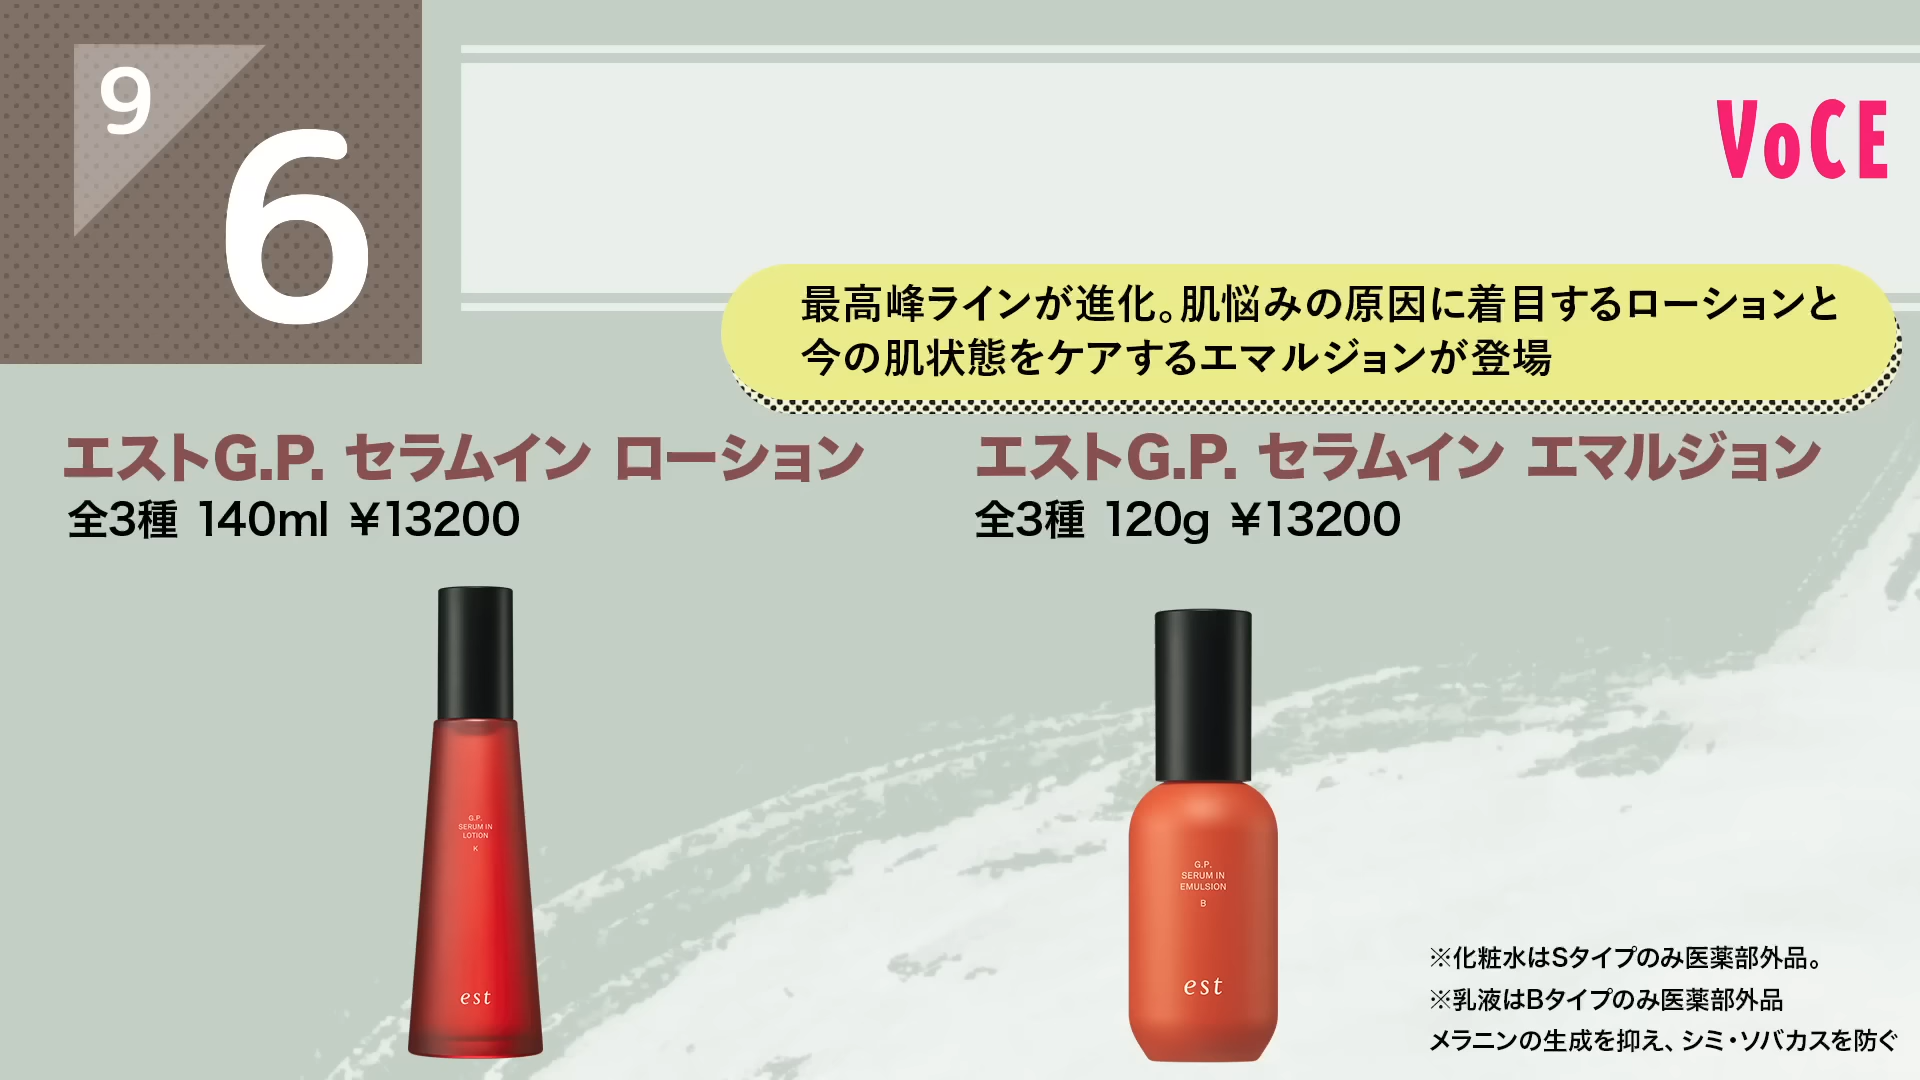 9
6
VoCE
最高峰ラインが進化。肌悩みの原因に着目するローションと
今の肌状態をケアするエマルジョンが登場
エストG.P. セラムイン ローション
全3種 140ml ¥13200
エストG.P. セラムイン エマルジョン
全3種 120g ¥13200
G.P.
SERUM IN
LOTION
K
est
G.P.
SERUM IN
EMULSION
B
est
※化粧水はSタイプのみ医薬部外品。
※乳液はBタイプのみ医薬部外品
メラニンの生成を抑え、シミ・ソバカスを防ぐ